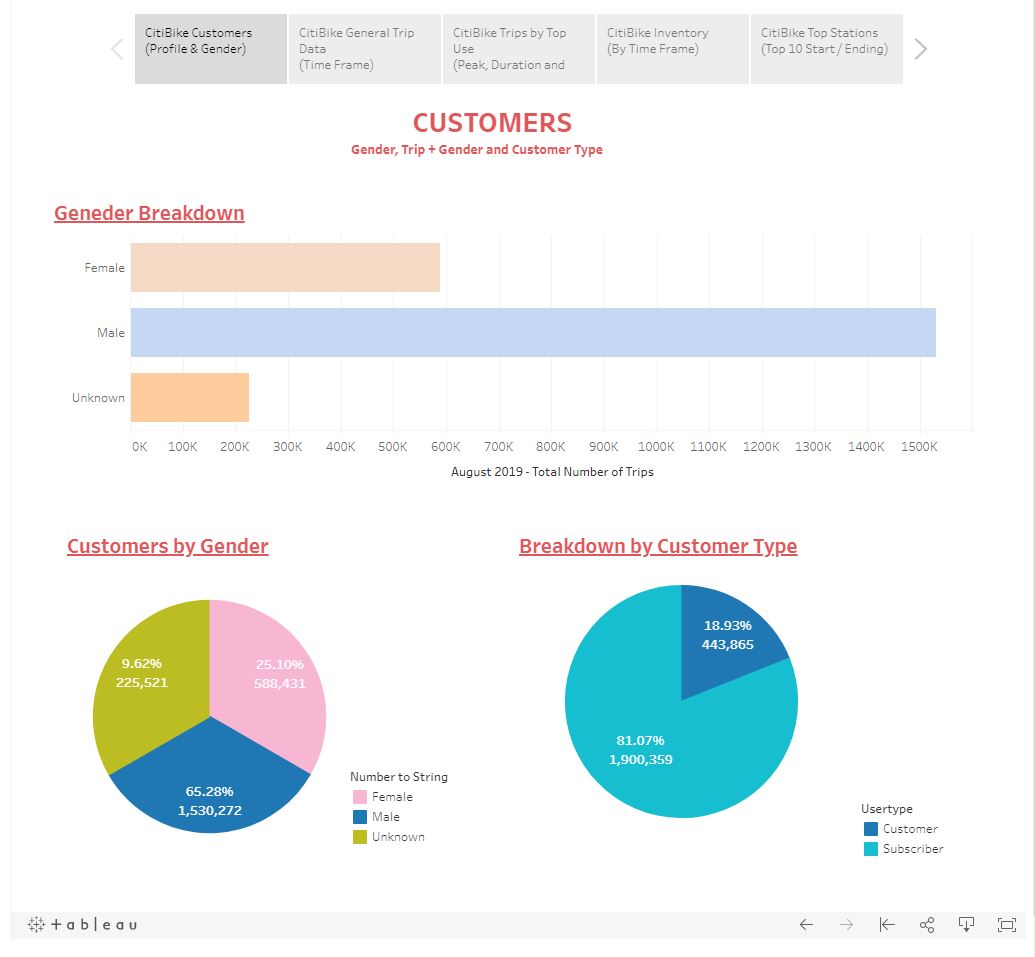 CitiBike Customers
(Profile & Gender)
CitiBike General Trip
Data
(Time Frame)
CitiBike Trips by Top
Use
(Peak, Duration and
CitiBike Inventory
(By Time Frame)
CitiBike Top Stations
(Top 10 Start / Ending)
CUSTOMERS
Gender, Trip + Gender and Customer Type
Geneder Breakdown
Female
Male
Unknown
0K 100K 200K 300K 400K 500K 600K 700K 800K 900K 1000K 1100K 1200K 1300K 1400K 1500K
August 2019 - Total Number of Trips
Customers by Gender
9.62%
225,521
25.10%
588,431
65.28%
1,530,272
Number to String
Female
Male
Unknown
Breakdown by Customer Type
18.93%
443,865
81.07%
1,900,359
Usertype
Customer
Subscriber
+ableau